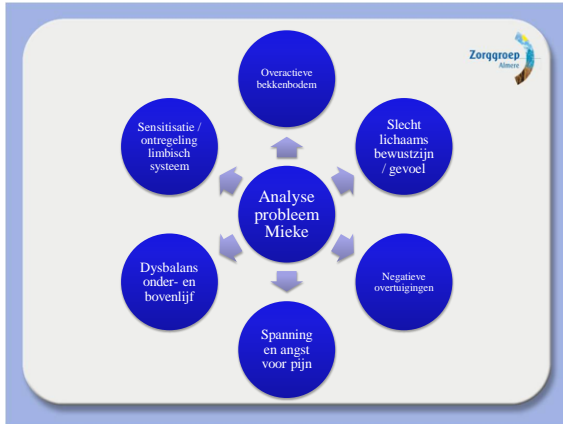 Zorggroep
Almere
Overactieve
bekkenbodem
Slecht
lichaams
bewustzijn
/ gevoel
Negatieve
overtuigingen
Spanning
en angst
voor pijn
Dysbalans
onder- en
bovenlijf
Sensitisatie /
ontregeling
limbisch
systeem
Analyse
probleem
Mieke